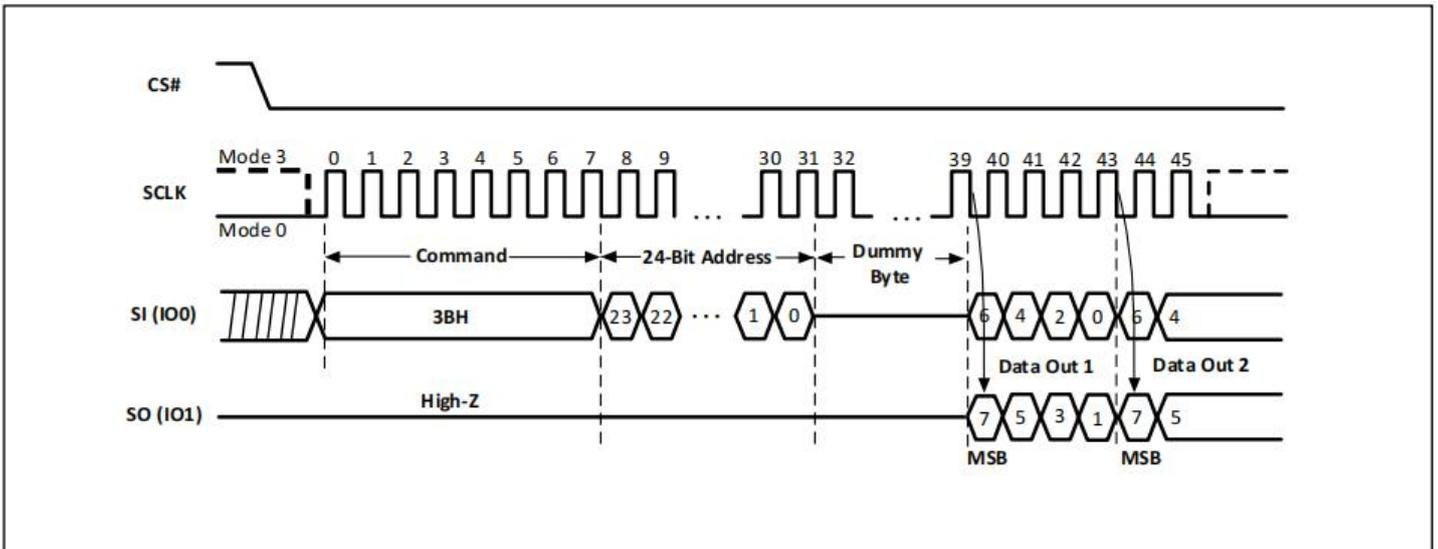 CS#
Mode 3 0 1 2 3 4 5 6 7 8 9 30 31 32 39 40 41 42 43 44 45
SCLK ... ...
Mode 0
Command 24-Bit Address Dummy
Byte
SI (IO0) 3BH 23 22 ... 1 0 6 4 2 0 6 4
Data Out 1 Data Out 2
High-Z
SO (IO1) 7 5 3 1 7 5
MSB MSB